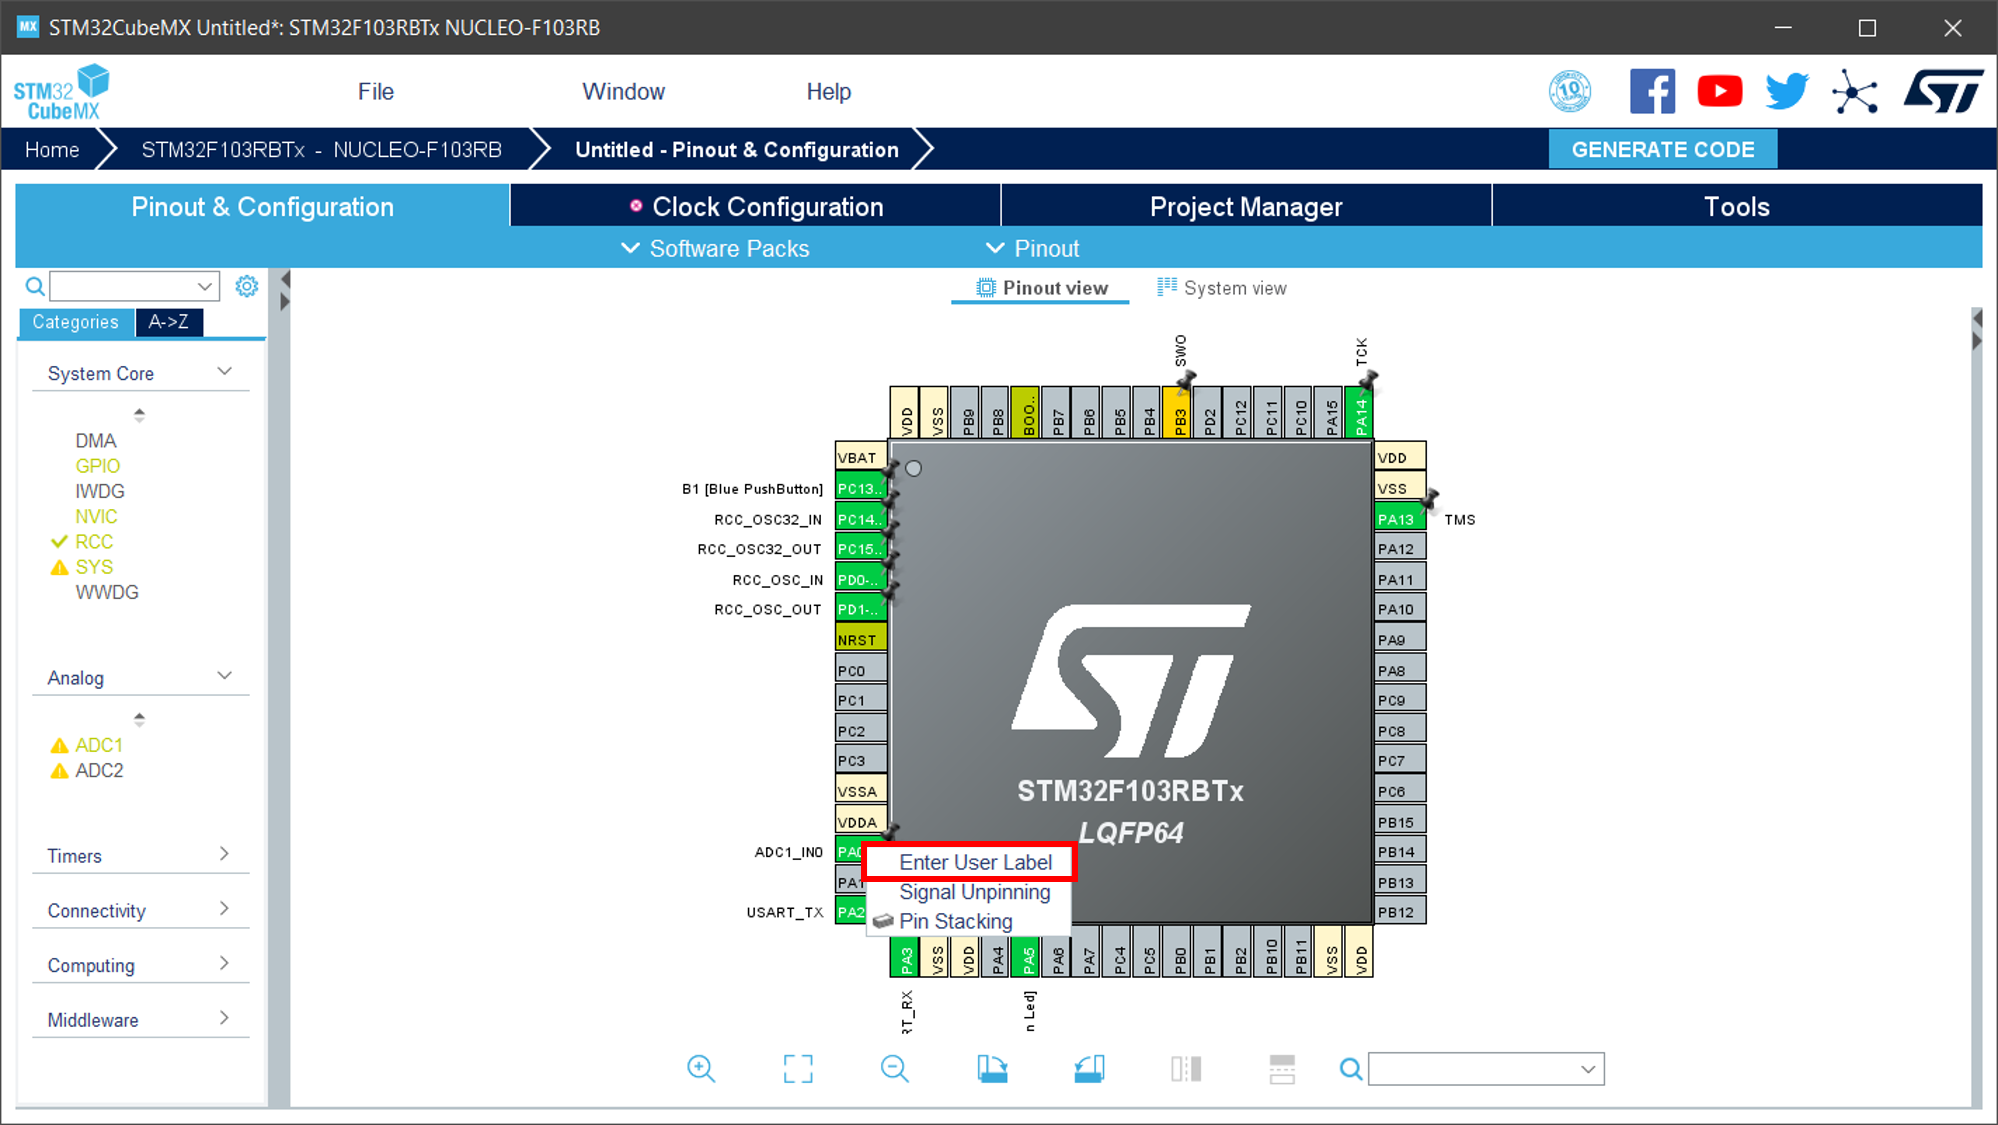 MX STM32CubeMX Untitled*: STM32F103RBTx NUCLEO-F103RB
STM32 CubeMX
File Window Help
10
ST
Home STM32F103RBTx - NUCLEO-F103RB Untitled - Pinout & Configuration GENERATE CODE
Pinout & Configuration Clock Configuration Project Manager Tools
Software Packs Pinout
Pinout view System view
Categories A->Z
System Core
DMA
GPIO
IWDG
NVIC
RCC
SYS
WWDG
Analog
ADC1
ADC2
Timers
Connectivity
Computing
Middleware
SWO TCK
VDD VSS PB9 PB8 BOO.. PB7 PB6 PB5 PB4 PB3 PD2 PC12 PC11 PC10 PA15 PA14
VBAT
B1 [Blue PushButton] PC13..
RCC_OSC32_IN PC14..
RCC_OSC32_OUT PC15..
RCC_OSC_IN PD0-..
RCC_OSC_OUT PD1-..
NRST
PC0
PC1
PC2
PC3
VSSA
VDDA
ADC1_IN0 PA0
PA1
USART_TX PA2
ST
STM32F103RBTx
LQFP64
Enter User Label
Signal Unpinning
Pin Stacking
VDD
VSS
PA13 TMS
PA12
PA11
PA10
PA9
PA8
PC9
PC8
PC7
PC6
PB15
PB14
PB13
PB12
PA3 VSS VDD PA4 PA5 PA6 PA7 PC4 PC5 PB0 PB1 PB2 PB10 PB11 VSS VDD
RT_RX n Led]